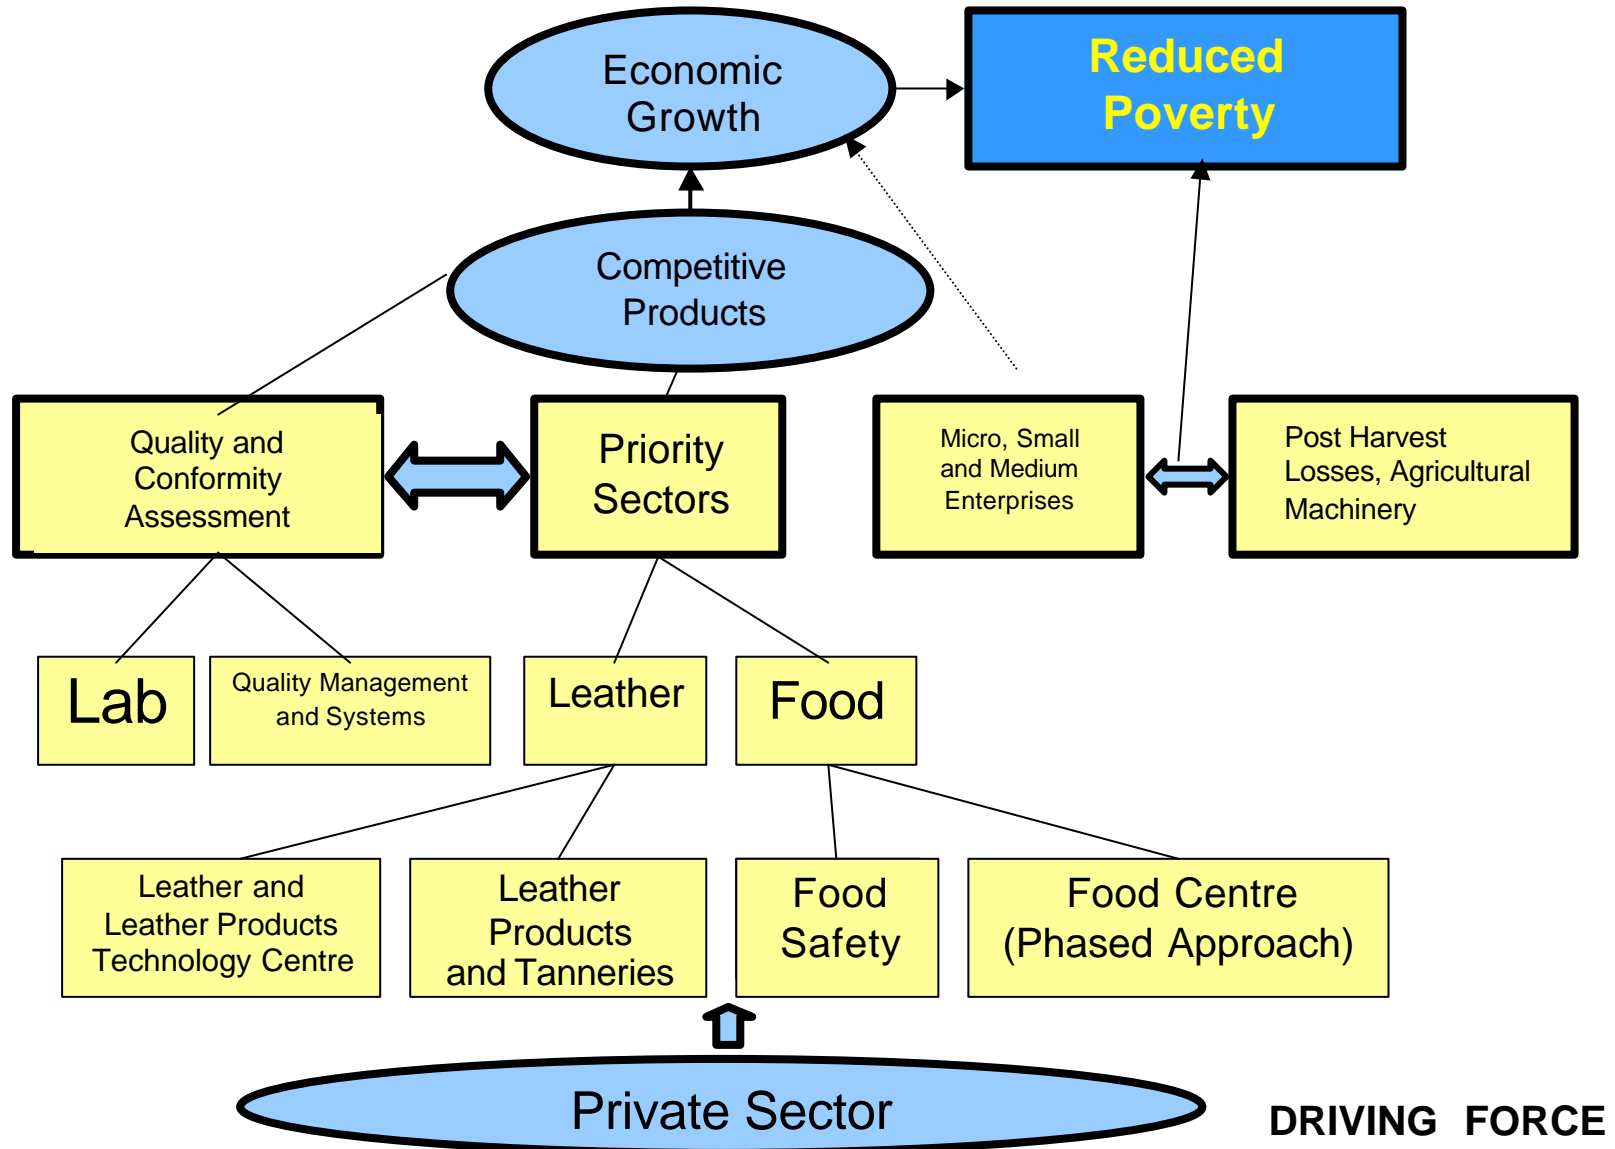 Economic
Growth
Reduced
Poverty
Competitive
Products
Quality and
Conformity
Assessment
Priority
Sectors
Micro, Small
and Medium
Enterprises
Post Harvest
Losses, Agricultural
Machinery
Lab
Quality Management
and Systems
Leather
Food
Leather and
Leather Products
Technology Centre
Leather
Products
and Tanneries
Food
Safety
Food Centre
(Phased Approach)
Private Sector
DRIVING FORCE